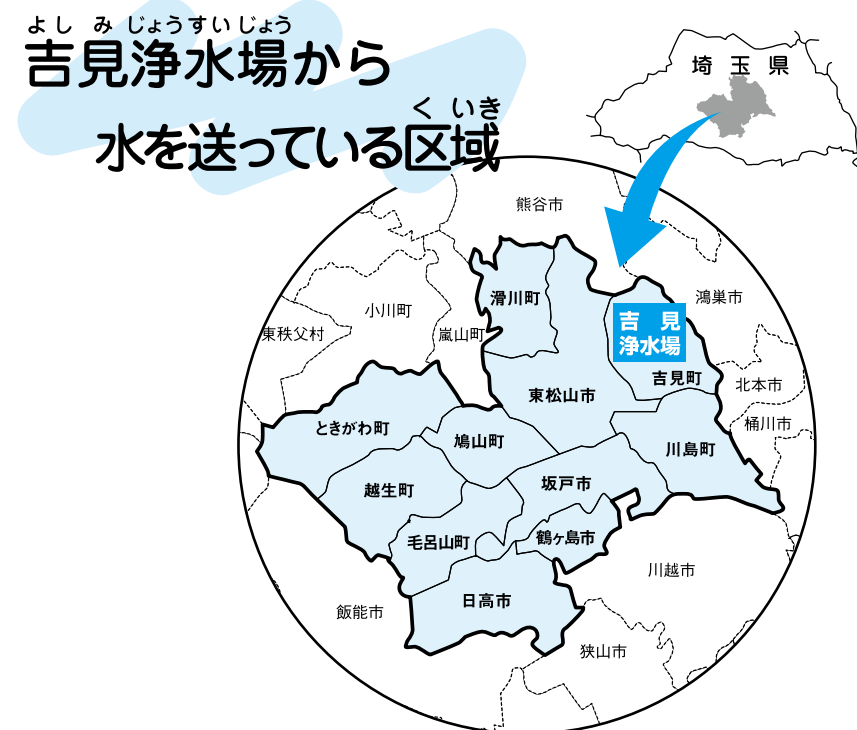 よしみじょうすいじょう
吉見浄水場から
くいき
水を送っている区域
埼玉県
熊谷市
滑川町
鴻巣市
小川町
吉見
浄水場
東秩父村
嵐山町
吉見町
北本市
東松山市
桶川市
ときがわ町
鳩山町
川島町
越生町
坂戸市
毛呂山町
鶴ヶ島市
川越市
日高市
飯能市
狭山市